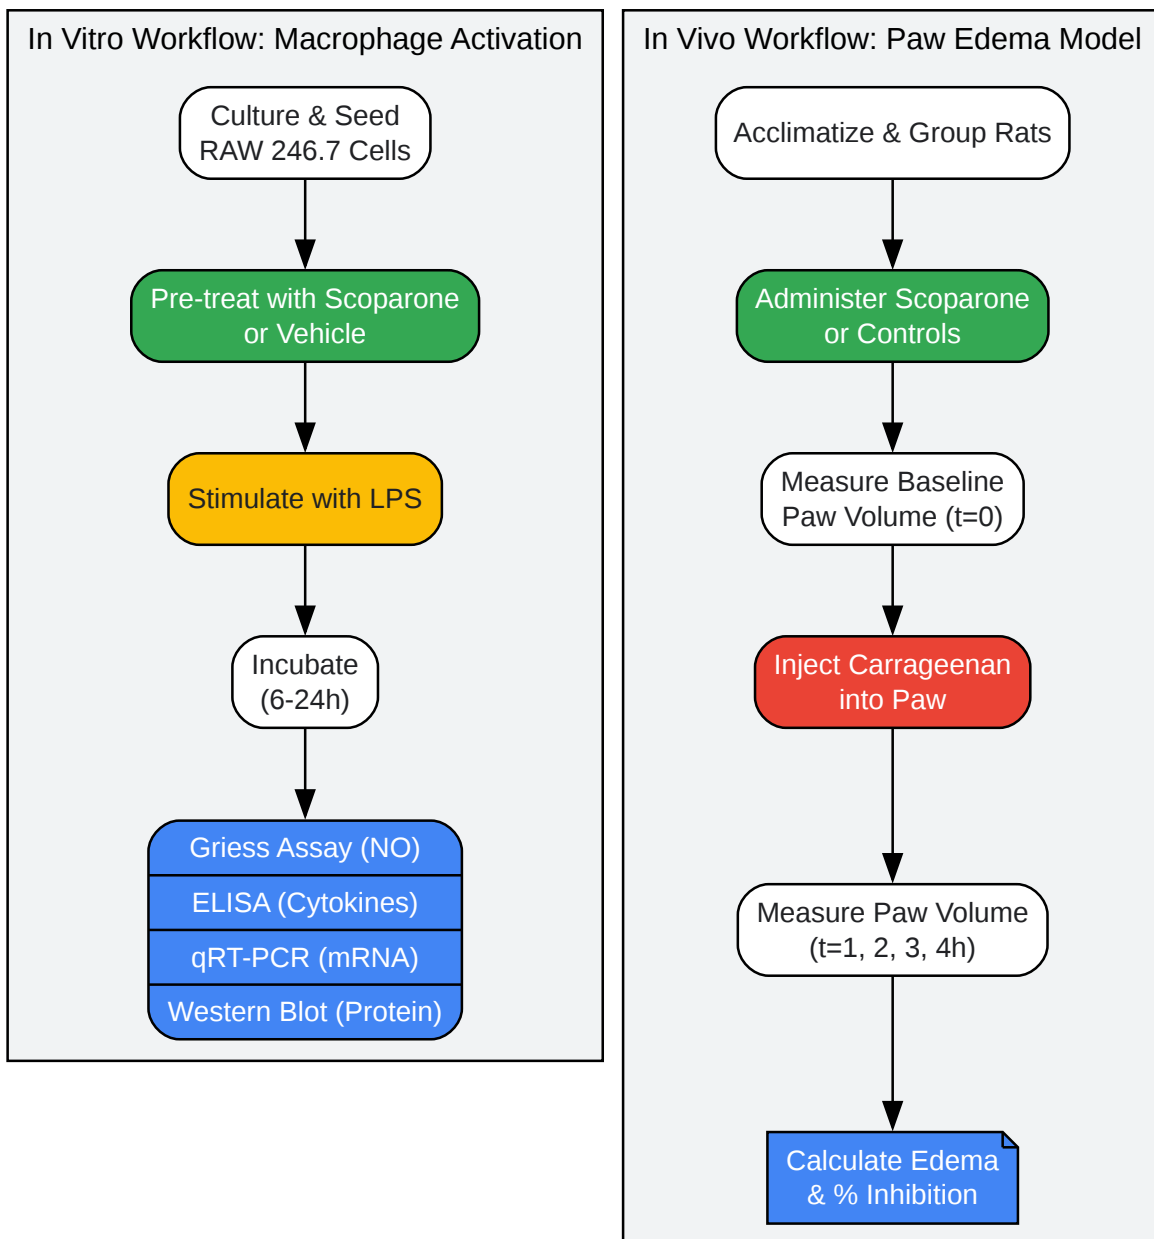 In Vitro Workflow: Macrophage Activation
Culture & Seed
RAW 246.7 Cells
Pre-treat with Scoparone
or Vehicle
Stimulate with LPS
Incubate
(6-24h)
Griess Assay (NO)
ELISA (Cytokines)
qRT-PCR (mRNA)
Western Blot (Protein)
In Vivo Workflow: Paw Edema Model
Acclimatize & Group Rats
Administer Scoparone
or Controls
Measure Baseline
Paw Volume (t=0)
Inject Carrageenan
into Paw
Measure Paw Volume
(t=1, 2, 3, 4h)
Calculate Edema
& % Inhibition